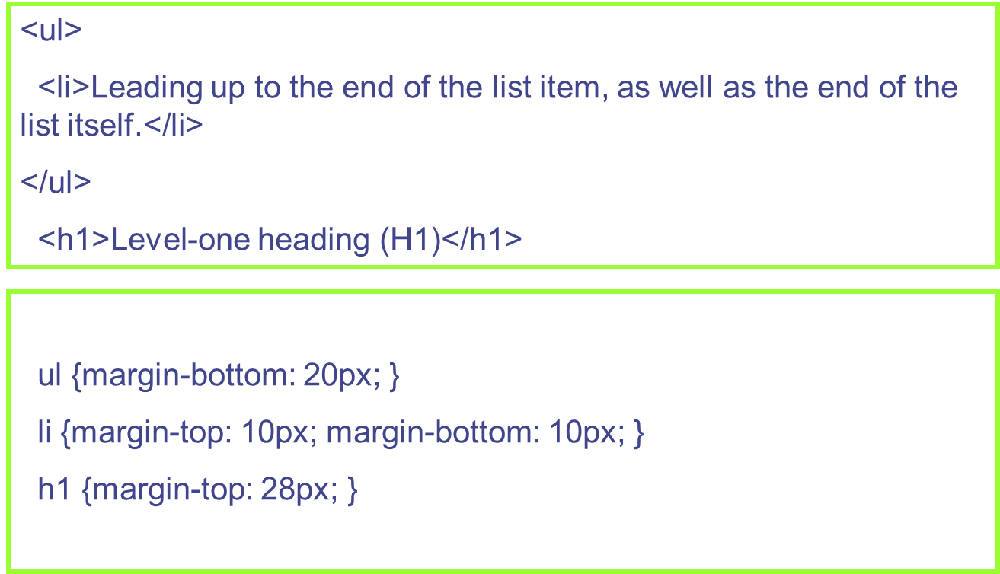 <ul>
<li>Leading up to the end of the list item, as well as the end of the
list itself.</li>
</ul>
<h1>Level-one heading (H1)</h1>
ul {margin-bottom: 20px; }
li {margin-top: 10px; margin-bottom: 10px; }
h1 {margin-top: 28px; }